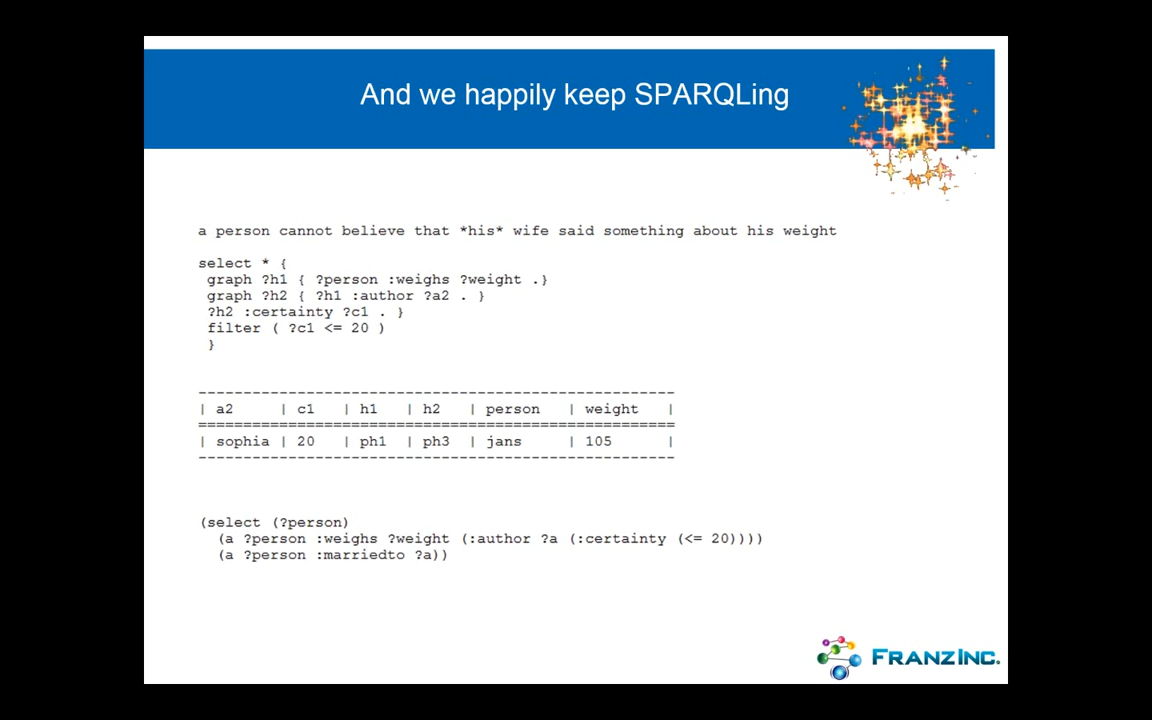 And we happily keep SPARQLing
a person cannot believe that *his* wife said something about his weight
select * {
graph ?h1 { ?person :weighs ?weight .}
graph ?h2 { ?h1 :author ?a2 . }
?h2 :certainty ?c1 . }
filter ( ?c1 <= 20 )
}
-----------------------------------------------------
| a2 | c1 | h1 | h2 | person | weight |
=====================================================
| sophia | 20 | ph1 | ph3 | jans | 105 |
-----------------------------------------------------
(select (?person)
(a ?person :weighs ?weight (:author ?a (:certainty (<= 20))))
(a ?person :marriedto ?a))
FRANZ INC.